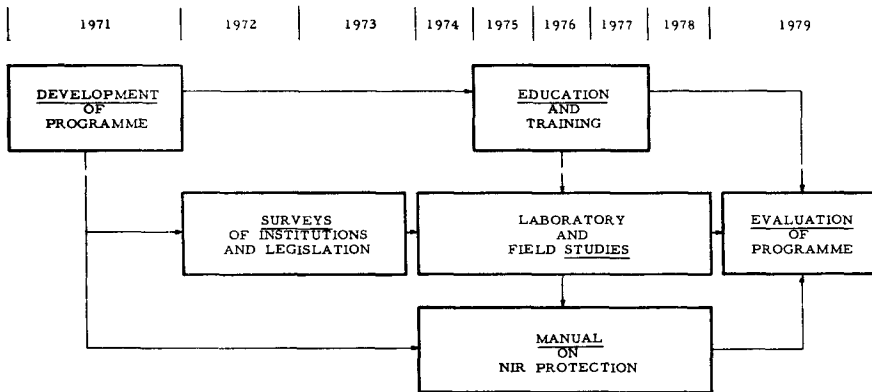 1971 1972 1973 1974 1975 1976 1977 1978 1979
DEVELOPMENT
OF
PROGRAMME
EDUCATION
AND
TRAINING
SURVEYS
OF INSTITUTIONS
AND LEGISLATION
LABORATORY
AND
FIELD STUDIES
EVALUATION
OF
PROGRAMME
MANUAL
ON
NIR PROTECTION